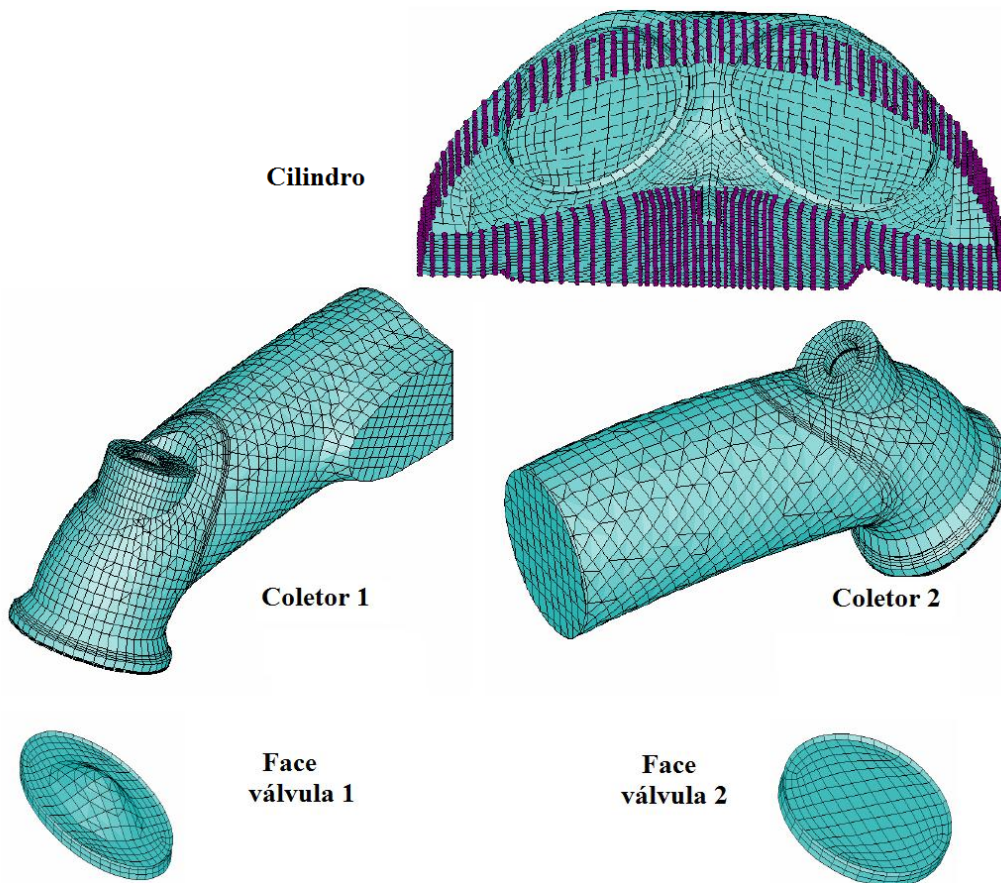 Cilindro
Coletor 1
Coletor 2
Face
válvula 1
Face
válvula 2